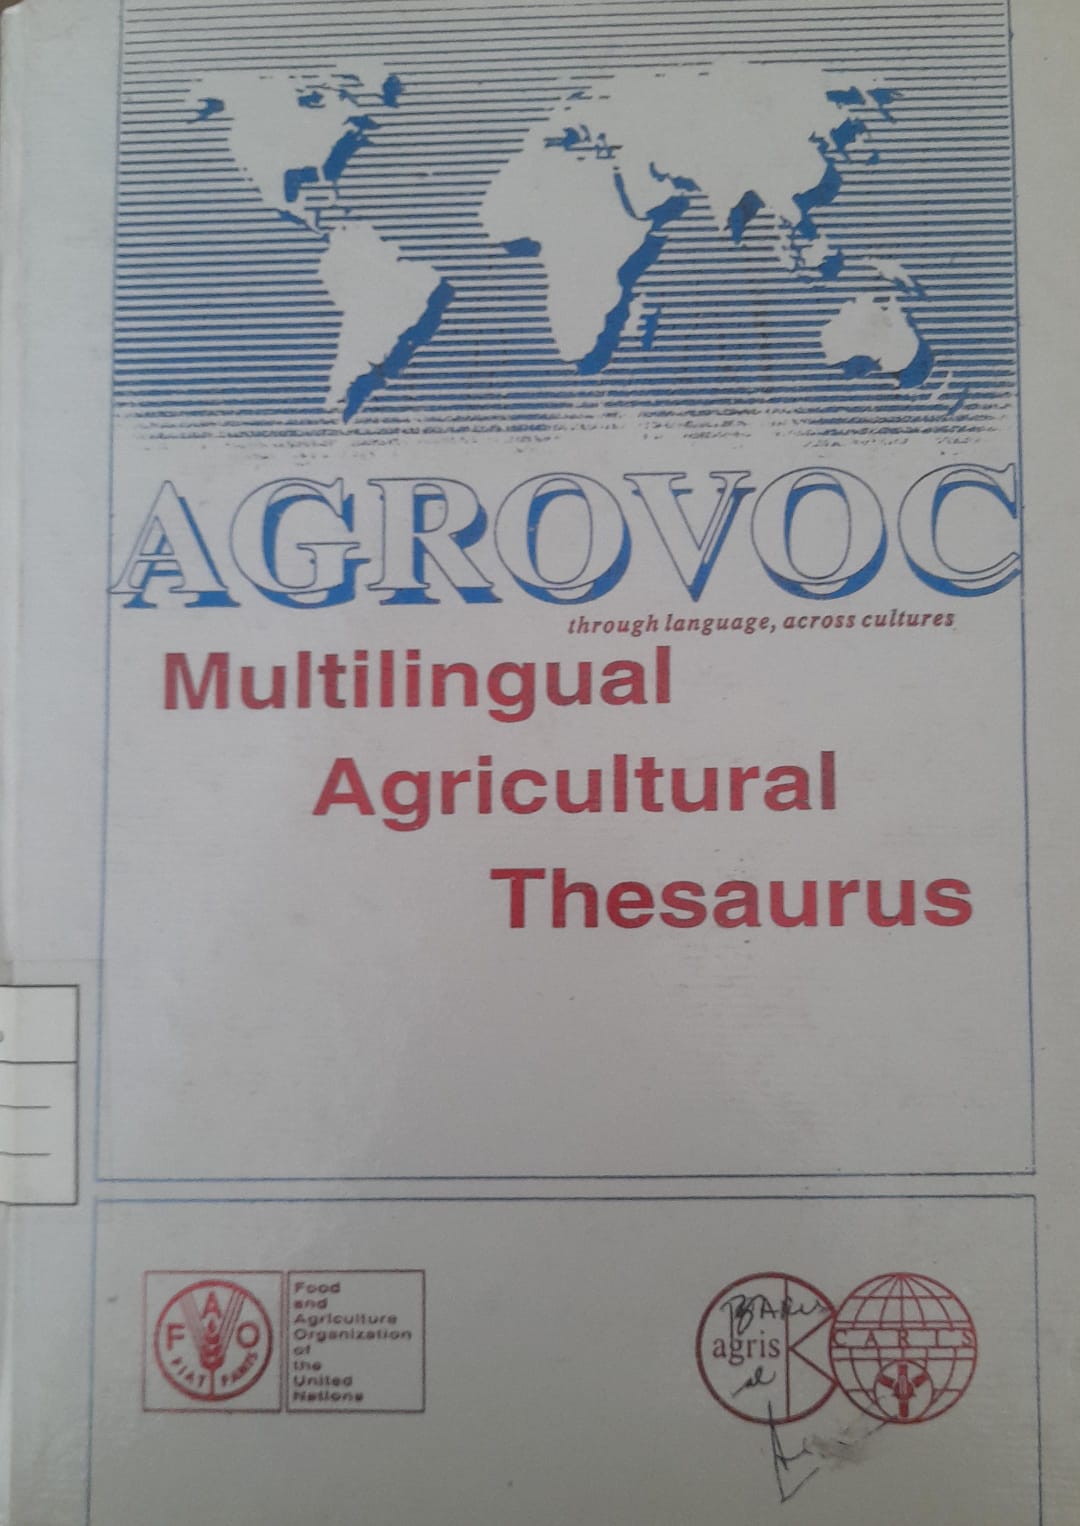 AGROVOC
through language, across cultures
Multilingual
Agricultural
Thesaurus
F A O
FIAT PANIS
Food
and
Agriculture
Organization
of
the
United
Nations
agris
CARIS